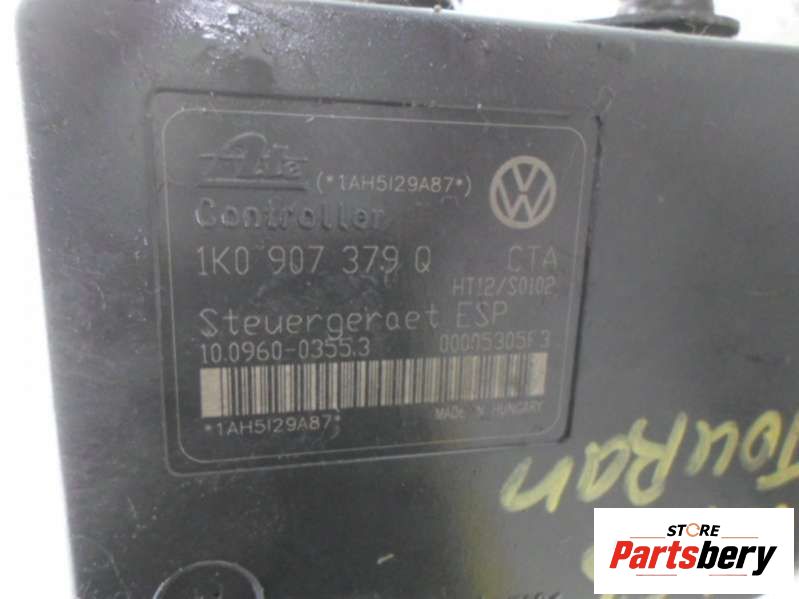 Ate (*1AH5I29A87*)
Controller
1K0 907 379 Q CTA
HT12/S0102
Steuergeraet ESP
10.0960-0355.3 00005305F3
*1AH5I29A87*
MADE IN HUNGARY
TouRan
STORE
Partsbery